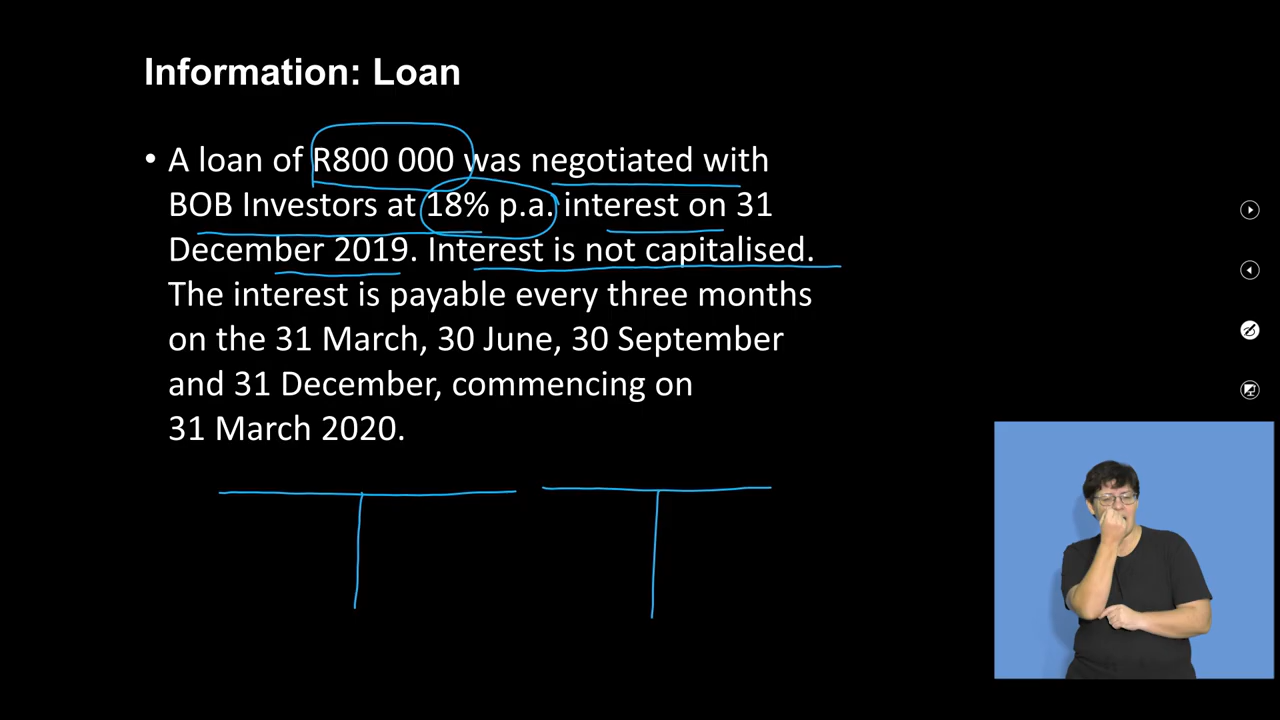 Information: Loan
• A loan of R800 000 was negotiated with
BOB Investors at 18% p.a. interest on 31
December 2019. Interest is not capitalised.
The interest is payable every three months
on the 31 March, 30 June, 30 September
and 31 December, commencing on
31 March 2020.